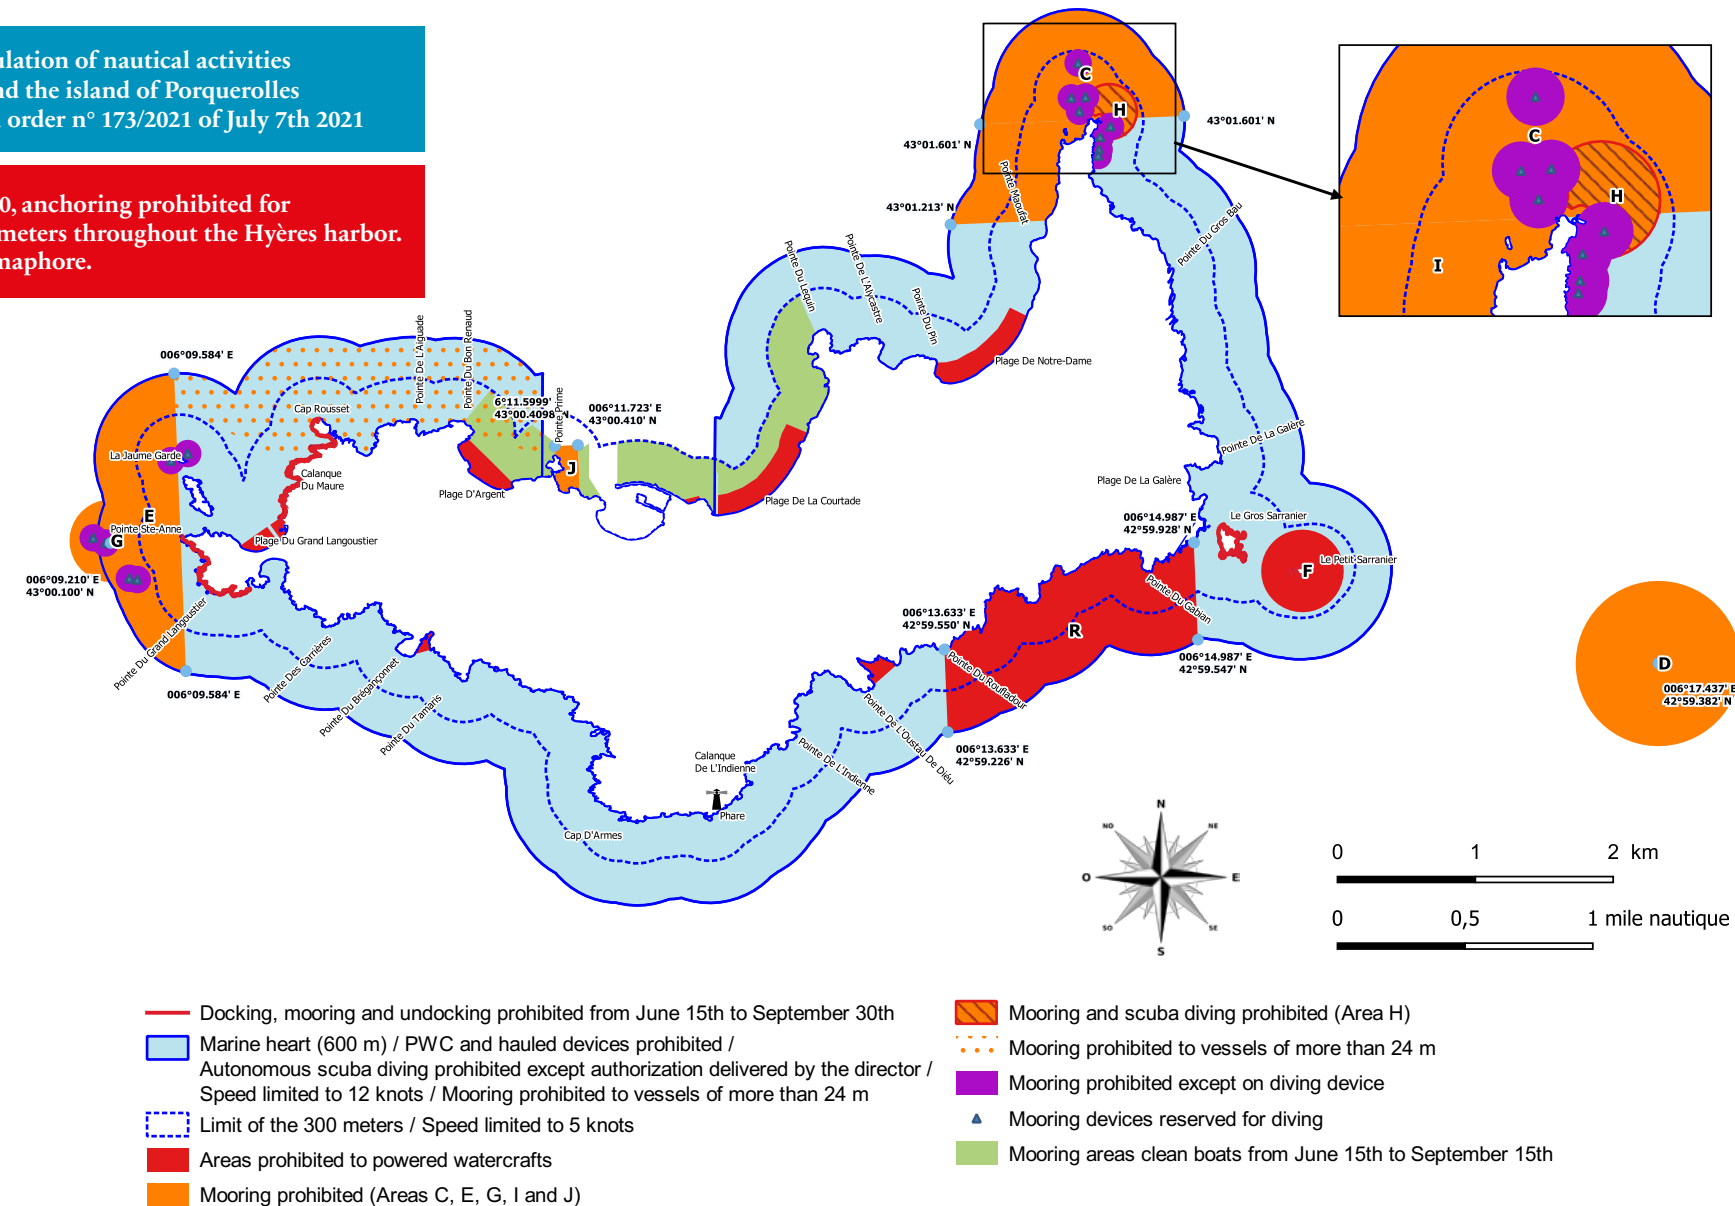 ulation of nautical activities
nd the island of Porquerolles
order n° 173/2021 of July 7th 2021
0, anchoring prohibited for
meters throughout the Hyères harbor.
maphore.
C
H
43°01.601' N
43°01.601' N
43°01.213' N
Pointe Maoufat
Pointe Du Gros Bau
C
H
I
Pointe Du Lequin
Pointe De L'Alycastre
Pointe Du Pin
Plage De Notre-Dame
006°09.584' E
Pointe De L'Aiguade
Pointe Du Bon Renaud
Cap Rousset
6°11.5999'
43°00.4098' N
Pointe Prime
006°11.723' E
43°00.410' N
J
La Jaume Garde
Calanque
Du Maure
Plage D'Argent
Plage De La Courtade
E
Pointe Ste-Anne
G
Plage Du Grand Langoustier
006°09.210' E
43°00.100' N
Pointe Du Grand Langoustier
006°09.584' E
Pointe Des Carrières
Pointe Du Brégançonnet
Pointe Du Tamaris
Pointe De La Galère
Plage De La Galère
006°14.987' E
42°59.928' N
Le Gros Sarranier
Le Petit Sarranier
F
Pointe Du Gabian
R
006°13.633' E
42°59.550' N
Pointe Du Roufladour
006°14.987' E
42°59.547' N
D
006°17.437' E
42°59.382' N
Pointe De L'Oustau De Diéu
Pointe De L'Indienne
006°13.633' E
42°59.226' N
Calanque
De L'Indienne
Phare
Cap D'Armes
N
NO
NE
O
E
SO
SE
S
0 1 2 km
0 0,5 1 mile nautique
Docking, mooring and undocking prohibited from June 15th to September 30th
Marine heart (600 m) / PWC and hauled devices prohibited /
Autonomous scuba diving prohibited except authorization delivered by the director /
Speed limited to 12 knots / Mooring prohibited to vessels of more than 24 m
Limit of the 300 meters / Speed limited to 5 knots
Areas prohibited to powered watercrafts
Mooring prohibited (Areas C, E, G, I and J)
Mooring and scuba diving prohibited (Area H)
Mooring prohibited to vessels of more than 24 m
Mooring prohibited except on diving device
Mooring devices reserved for diving
Mooring areas clean boats from June 15th to September 15th